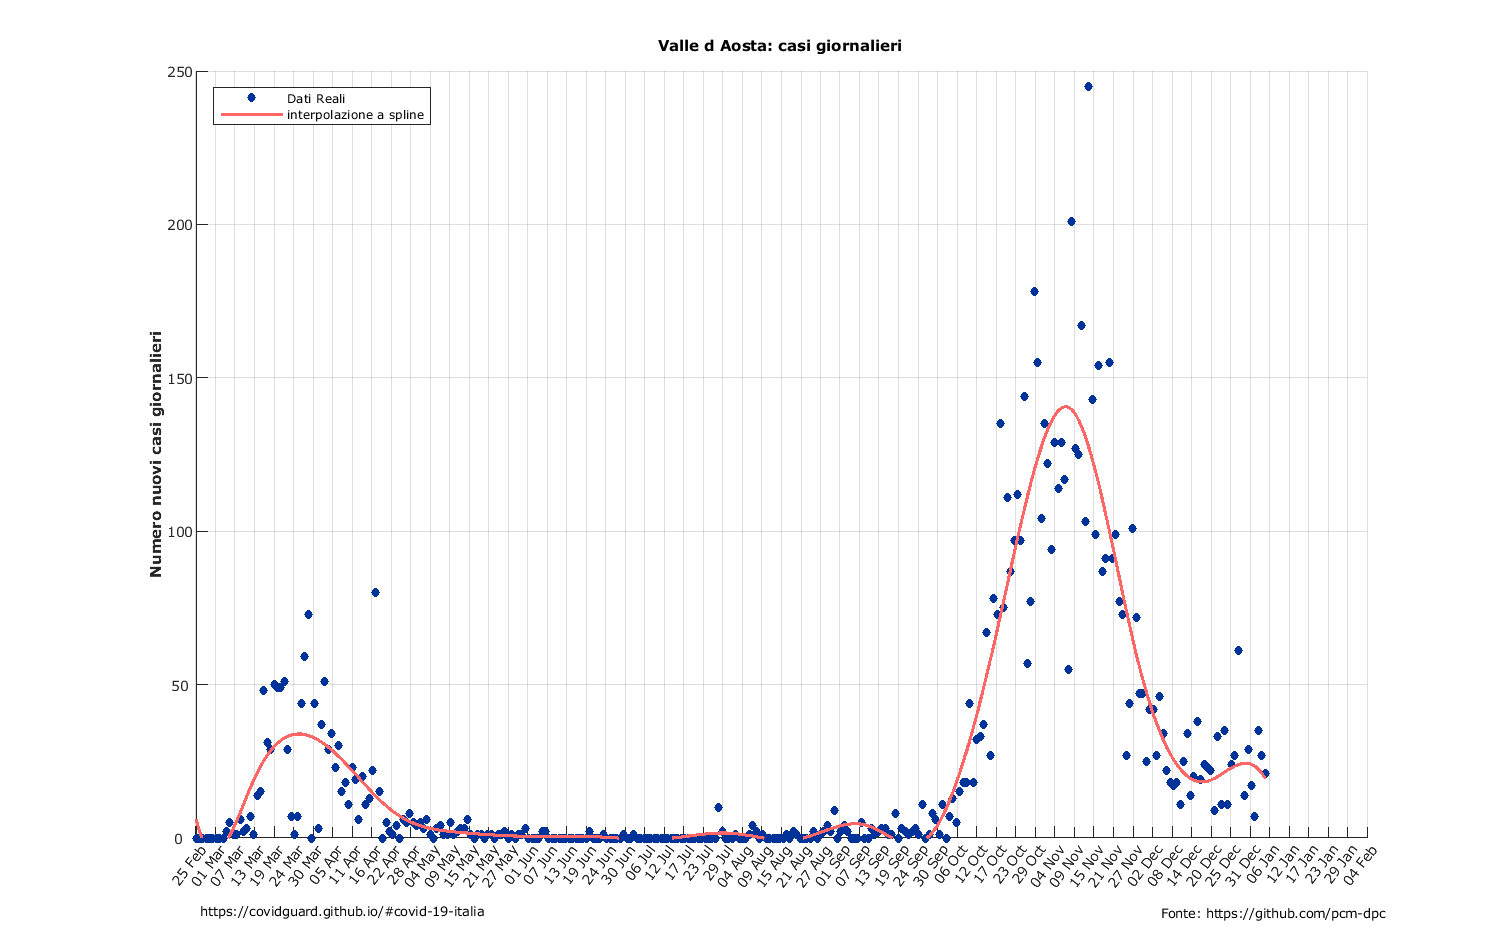 Valle d Aosta: casi giornalieri
250
Dati Reali
interpolazione a spline
200
150
100
50
0
Numero nuovi casi giornalieri
25 Feb
01 Mar
07 Mar
13 Mar
19 Mar
24 Mar
30 Mar
05 Apr
11 Apr
16 Apr
22 Apr
28 Apr
04 May
09 May
15 May
21 May
27 May
01 Jun
07 Jun
13 Jun
19 Jun
24 Jun
30 Jun
06 Jul
12 Jul
17 Jul
23 Jul
29 Jul
04 Aug
09 Aug
15 Aug
21 Aug
27 Aug
01 Sep
07 Sep
13 Sep
19 Sep
24 Sep
30 Sep
06 Oct
12 Oct
17 Oct
23 Oct
29 Oct
04 Nov
09 Nov
15 Nov
21 Nov
27 Nov
02 Dec
08 Dec
14 Dec
20 Dec
25 Dec
31 Dec
06 Jan
12 Jan
17 Jan
23 Jan
29 Jan
04 Feb
https://covidguard.github.io/#covid-19-italia
Fonte: https://github.com/pcm-dpc